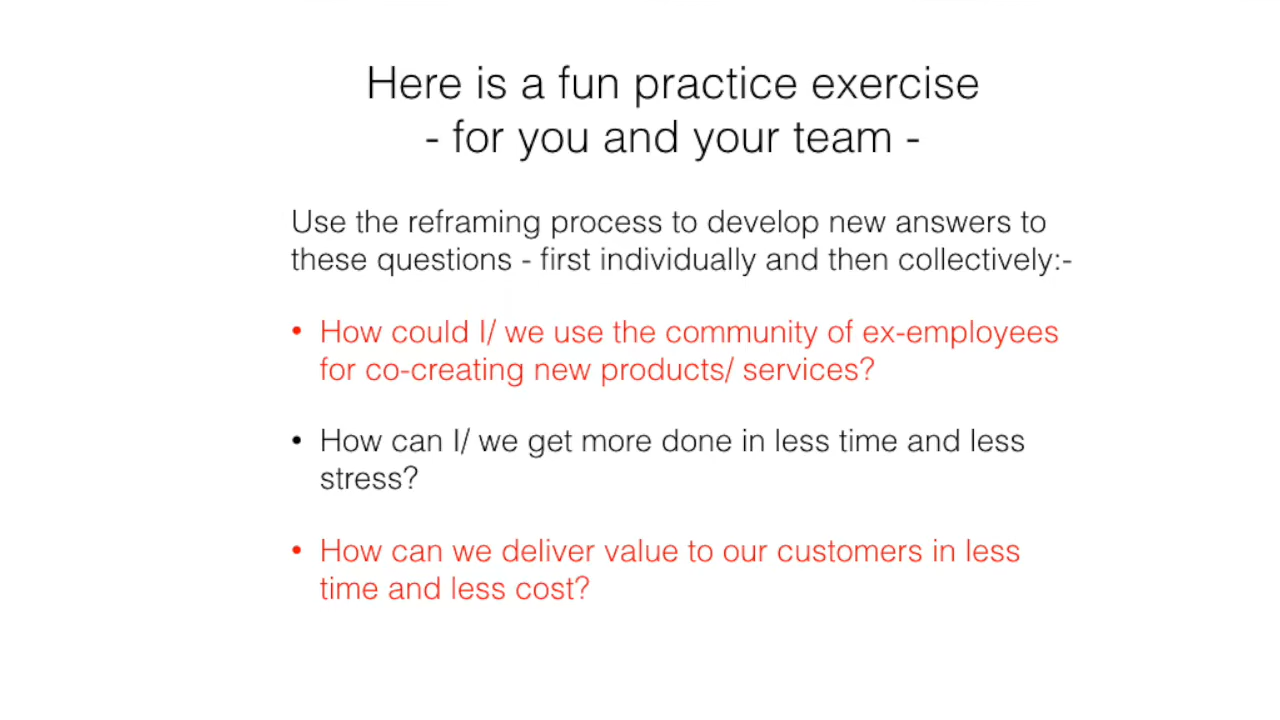 Here is a fun practice exercise
- for you and your team -
Use the reframing process to develop new answers to
these questions - first individually and then collectively:-
• How could I/ we use the community of ex-employees
for co-creating new products/ services?
• How can I/ we get more done in less time and less
stress?
• How can we deliver value to our customers in less
time and less cost?